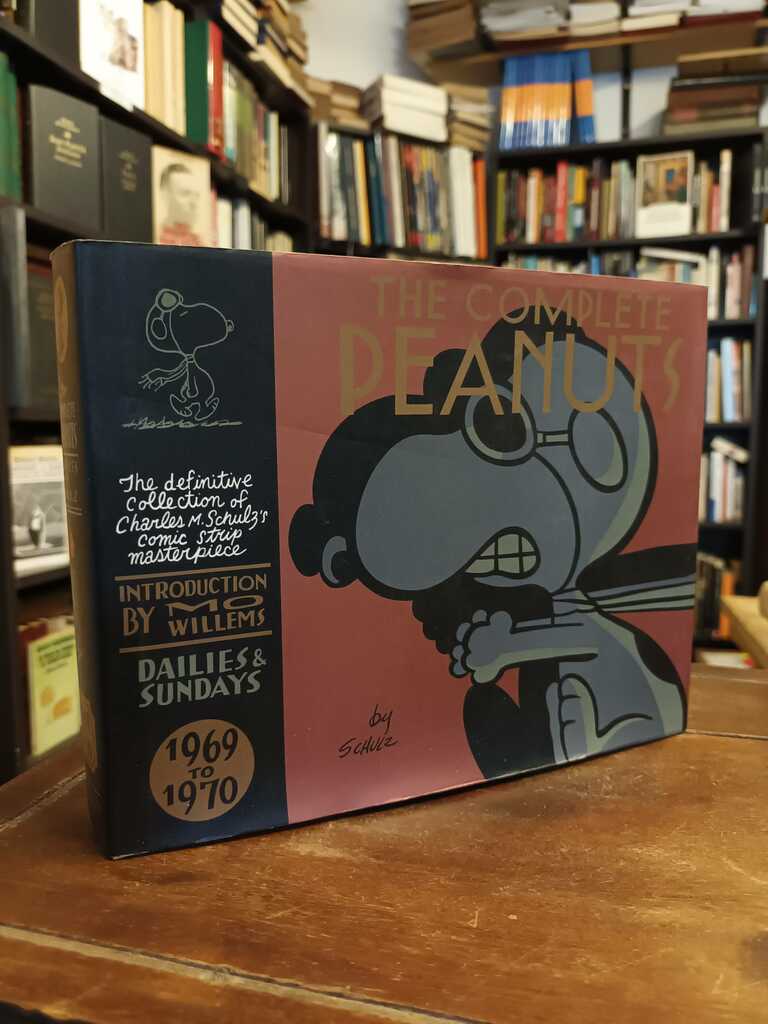 THE COMPLETE
PEANUTS
The definitive
collection of
Charles M. Schulz's
comic strip
masterpiece
INTRODUCTION
BY MO
WILLEMS
DAILIES &
SUNDAYS
1969
TO
1970
by
SCHULZ